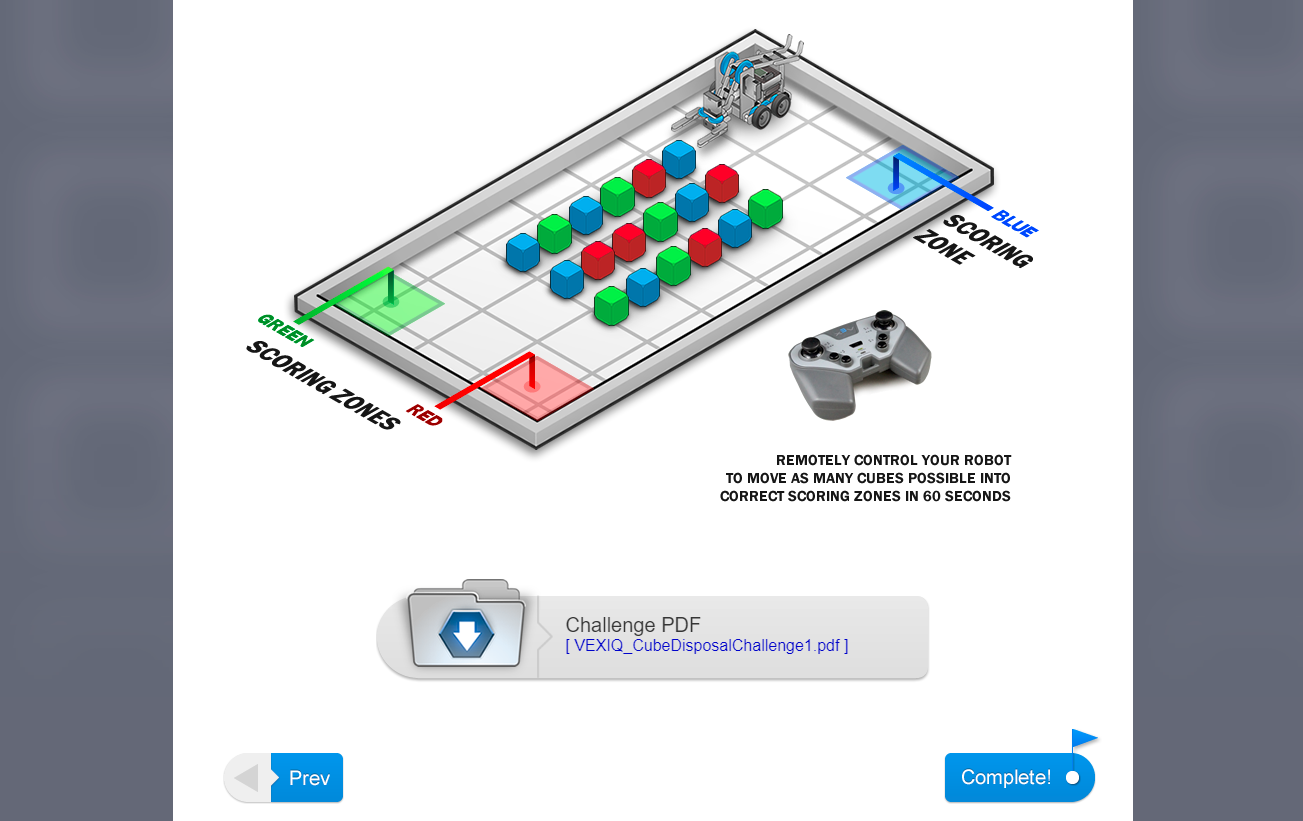 BLUE
SCORING
ZONE
GREEN
SCORING ZONES
RED
REMOTELY CONTROL YOUR ROBOT
TO MOVE AS MANY CUBES POSSIBLE INTO
CORRECT SCORING ZONES IN 60 SECONDS
Challenge PDF
[ VEXIQ_CubeDisposalChallenge1.pdf ]
Prev
Complete!